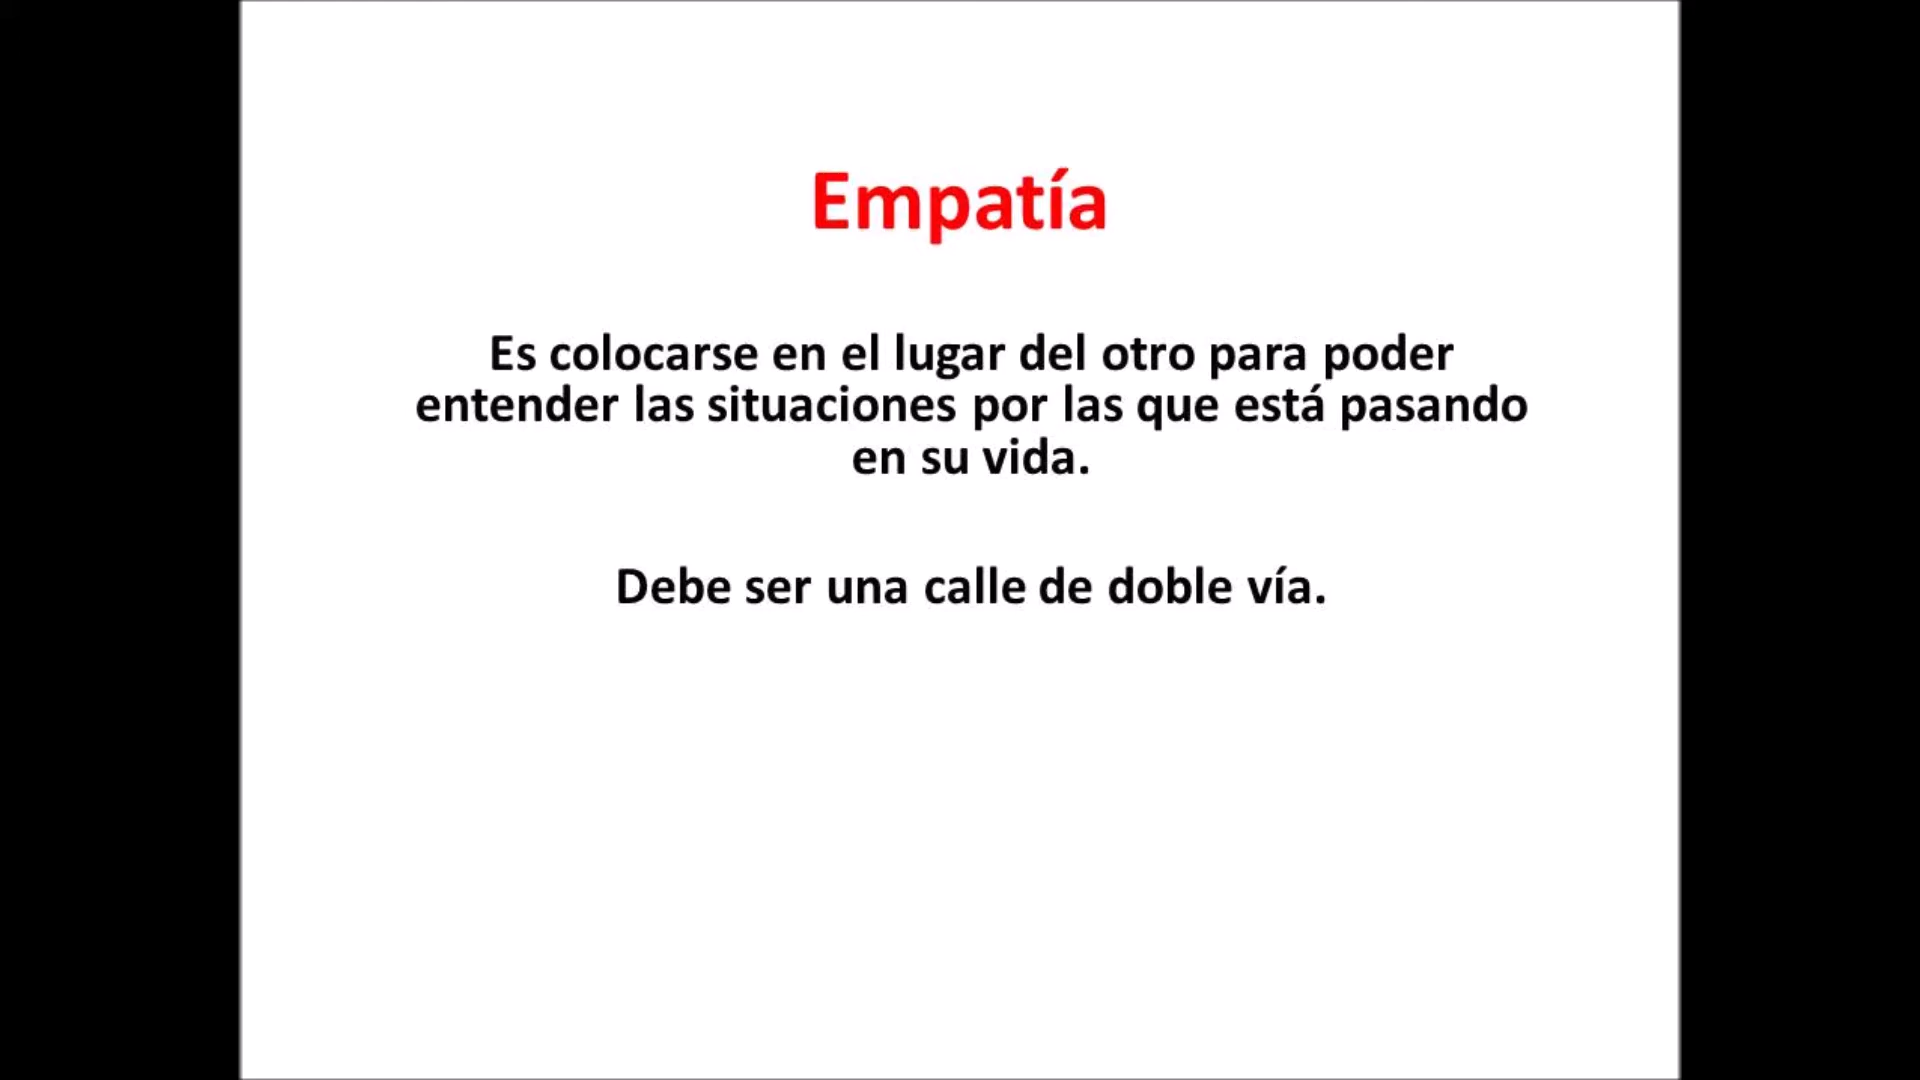 Empatía
Es colocarse en el lugar del otro para poder
entender las situaciones por las que está pasando
en su vida.
Debe ser una calle de doble vía.